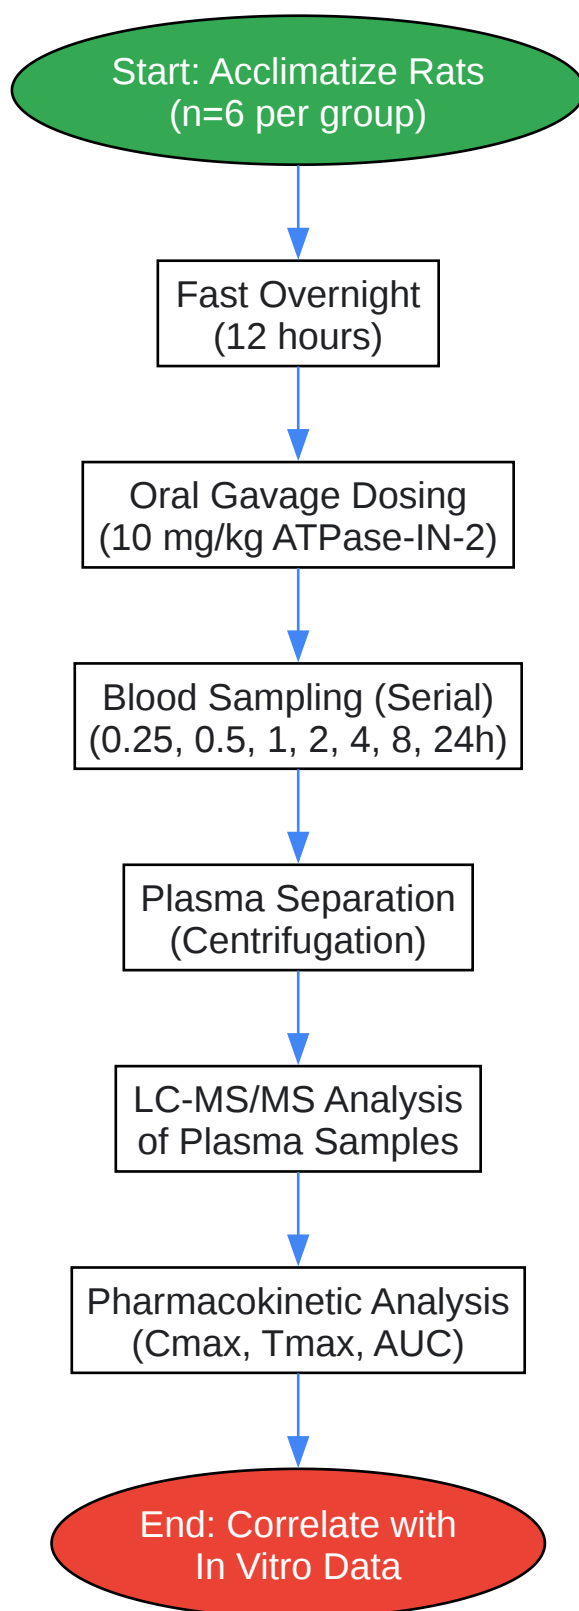 Start: Acclimatize Rats
(n=6 per group)
Fast Overnight
(12 hours)
Oral Gavage Dosing
(10 mg/kg ATPase-IN-2)
Blood Sampling (Serial)
(0.25, 0.5, 1, 2, 4, 8, 24h)
Plasma Separation
(Centrifugation)
LC-MS/MS Analysis
of Plasma Samples
Pharmacokinetic Analysis
(Cmax, Tmax, AUC)
End: Correlate with
In Vitro Data